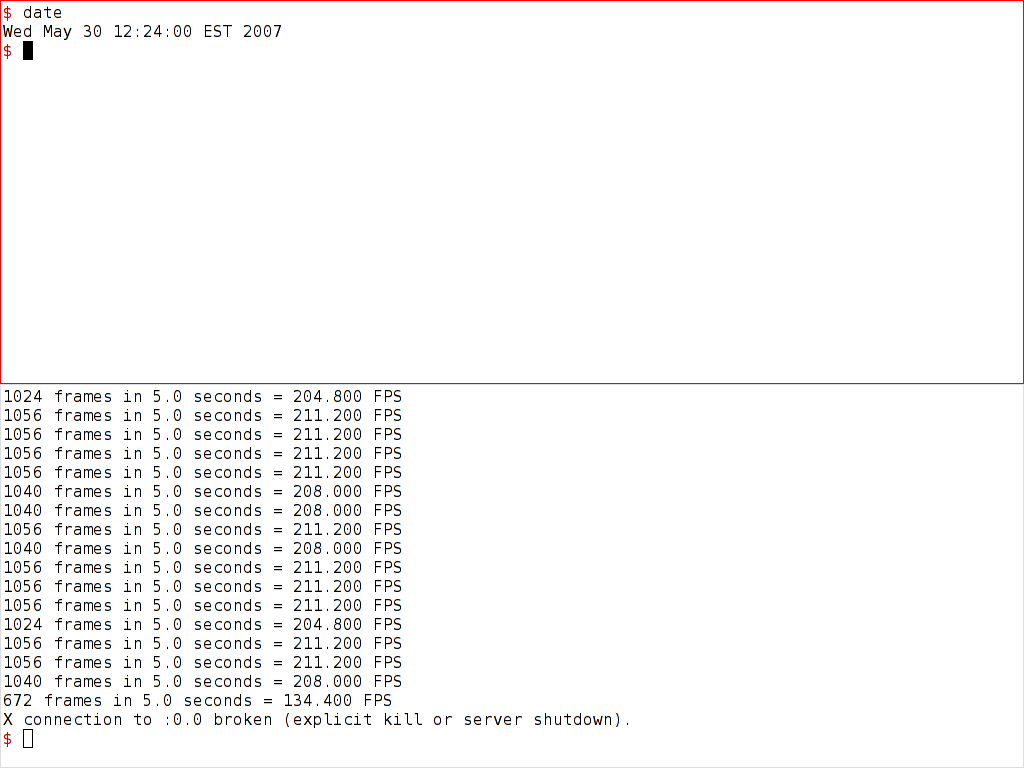 $ date
Wed May 30 12:24:00 EST 2007
$
1024 frames in 5.0 seconds = 204.800 FPS
1056 frames in 5.0 seconds = 211.200 FPS
1056 frames in 5.0 seconds = 211.200 FPS
1056 frames in 5.0 seconds = 211.200 FPS
1056 frames in 5.0 seconds = 211.200 FPS
1040 frames in 5.0 seconds = 208.000 FPS
1040 frames in 5.0 seconds = 208.000 FPS
1056 frames in 5.0 seconds = 211.200 FPS
1040 frames in 5.0 seconds = 208.000 FPS
1056 frames in 5.0 seconds = 211.200 FPS
1056 frames in 5.0 seconds = 211.200 FPS
1056 frames in 5.0 seconds = 211.200 FPS
1024 frames in 5.0 seconds = 204.800 FPS
1056 frames in 5.0 seconds = 211.200 FPS
1056 frames in 5.0 seconds = 211.200 FPS
1040 frames in 5.0 seconds = 208.000 FPS
672 frames in 5.0 seconds = 134.400 FPS
X connection to :0.0 broken (explicit kill or server shutdown).
$